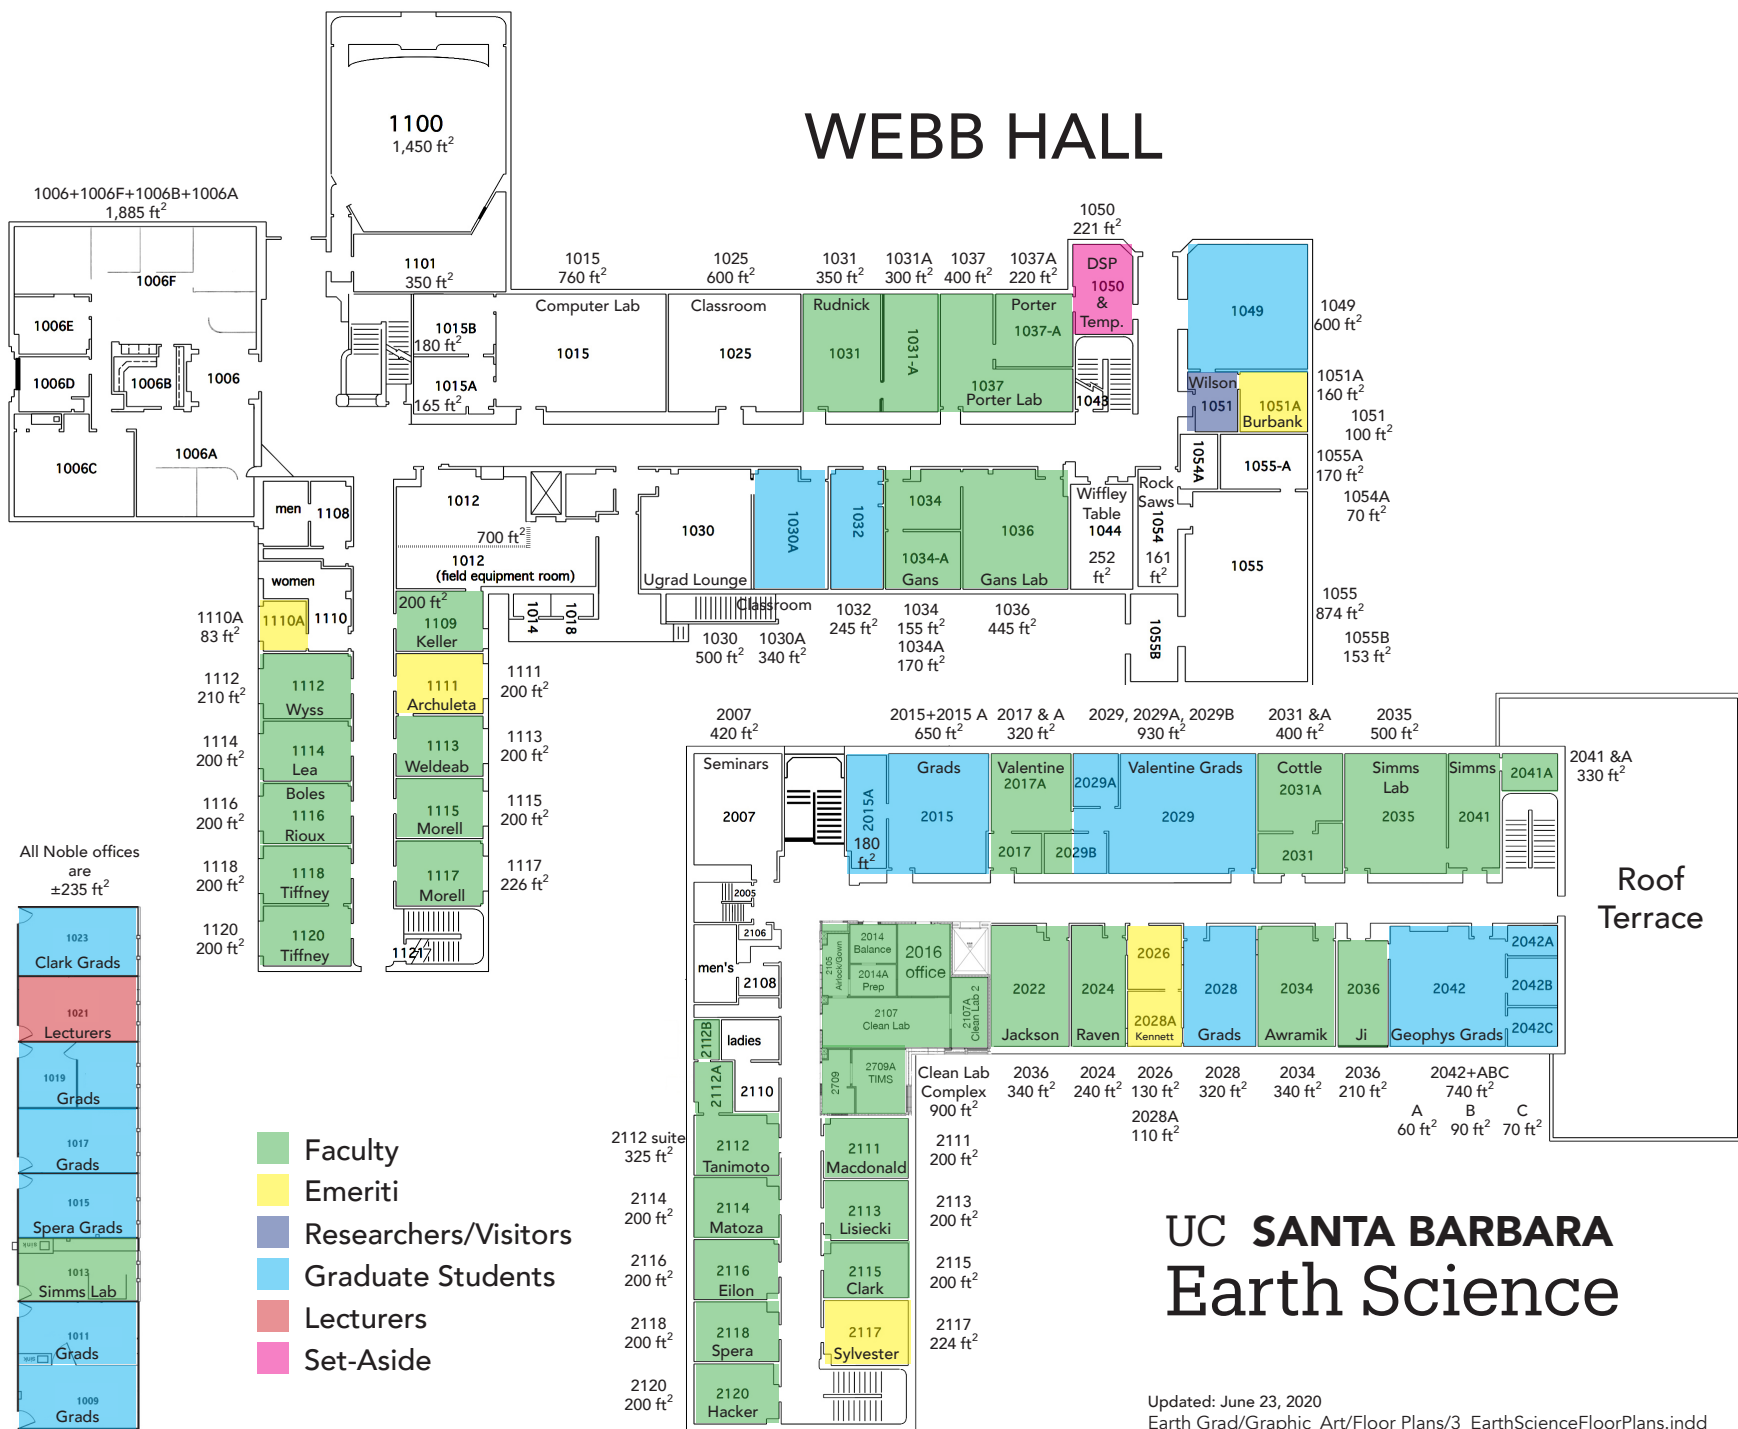 WEBB HALL
1100
1,450 ft²
1006+1006F+1006B+1006A
1,885 ft²
1006F
1006E
1006D
1006B
1006
1006C
1006A
1101
350 ft²
1015B
180 ft²
1015A
165 ft²
1015
760 ft²
Computer Lab
1015
1025
600 ft²
Classroom
1025
1031
350 ft²
Rudnick
1031
1031A
300 ft²
1031-A
1037
400 ft²
1037A
220 ft²
Porter
1037-A
1037
Porter Lab
1050
221 ft²
DSP
1050
&
Temp.
1043
1049
1049
600 ft²
Wilson
1051
1051A
Burbank
1051A
160 ft²
1051
100 ft²
1055A
170 ft²
1054A
70 ft²
1054A
1055-A
men
1108
women
1110
1110A
1110A
83 ft²
1012
700 ft²
1012
(field equipment room)
1014
1018
1030
Ugrad Lounge
1030A
Classroom
1030
500 ft²
1030A
340 ft²
1032
1032
245 ft²
1034
1034-A
Gans
1034
155 ft²
1034A
170 ft²
1036
Gans Lab
1036
445 ft²
Wiffley
Table
1044
252
ft²
Rock
Saws
1054
161
ft²
1055
1055
874 ft²
1055B
153 ft²
1055B
200 ft²
1109
Keller
1112
210 ft²
1112
Wyss
1111
Archuleta
1111
200 ft²
1114
200 ft²
1114
Lea
1113
Weldeab
1113
200 ft²
1116
200 ft²
Boles
1116
Rioux
1115
Morell
1115
200 ft²
1118
200 ft²
1118
Tiffney
1117
Morell
1117
226 ft²
1120
200 ft²
1120
Tiffney
1121
All Noble offices
are
±235 ft²
1023
Clark Grads
1021
Lecturers
1019
Grads
1017
Grads
1015
Spera Grads
sink
1013
Simms Lab
1011
sink
Grads
1009
Grads
Faculty
Emeriti
Researchers/Visitors
Graduate Students
Lecturers
Set-Aside
2007
420 ft²
Seminars
2007
2015+2015 A
650 ft²
2015A
180
ft²
Grads
2015
2017 & A
320 ft²
Valentine
2017A
2017
2029, 2029A, 2029B
930 ft²
2029A
2029B
Valentine Grads
2029
2031 &A
400 ft²
Cottle
2031A
2031
2035
500 ft²
Simms
Lab
2035
Simms
2041
2041A
2041 &A
330 ft²
Roof
Terrace
2005
2106
men's
2108
2105
Airlock/Gown
2014
Balance
2014A
Prep
2016
office
2107
Clean Lab
2107A
Clean Lab 2
2709
2709A
TIMS
Clean Lab
Complex
900 ft²
2022
Jackson
2036
340 ft²
2024
Raven
2024
240 ft²
2026
2028A
Kennett
2026
130 ft²
2028A
110 ft²
2028
Grads
2028
320 ft²
2034
Awramik
2034
340 ft²
2036
Ji
2036
210 ft²
2042
Geophys Grads
2042A
2042B
2042C
2042+ABC
740 ft²
A
60 ft²
B
90 ft²
C
70 ft²
2112B
ladies
2112A
2110
2112 suite
325 ft²
2112
Tanimoto
2111
Macdonald
2111
200 ft²
2114
200 ft²
2114
Matoza
2113
Lisiecki
2113
200 ft²
2116
200 ft²
2116
Eilon
2115
Clark
2115
200 ft²
2118
200 ft²
2118
Spera
2117
Sylvester
2117
224 ft²
2120
200 ft²
2120
Hacker
UC SANTA BARBARA
Earth Science
Updated: June 23, 2020
Earth Grad/Graphic Art/Floor Plans/3_EarthScienceFloorPlans.indd